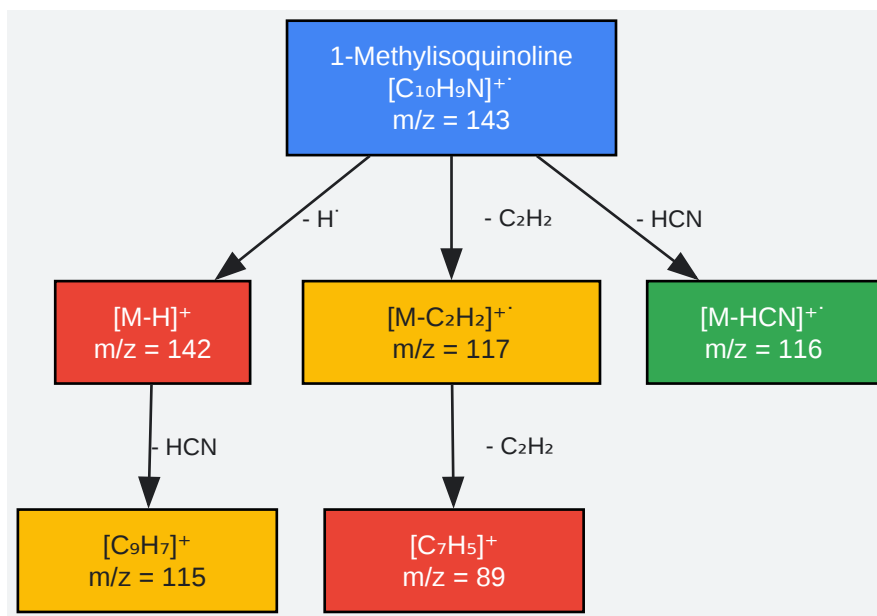 1-Methylisoquinoline
[C₁₀H₉N]⁺˙
m/z = 143
- H˙
- C₂H₂
- HCN
[M-H]⁺
m/z = 142
[M-C₂H₂]⁺˙
m/z = 117
[M-HCN]⁺˙
m/z = 116
- HCN
- C₂H₂
[C₉H₇]⁺
m/z = 115
[C₇H₅]⁺
m/z = 89